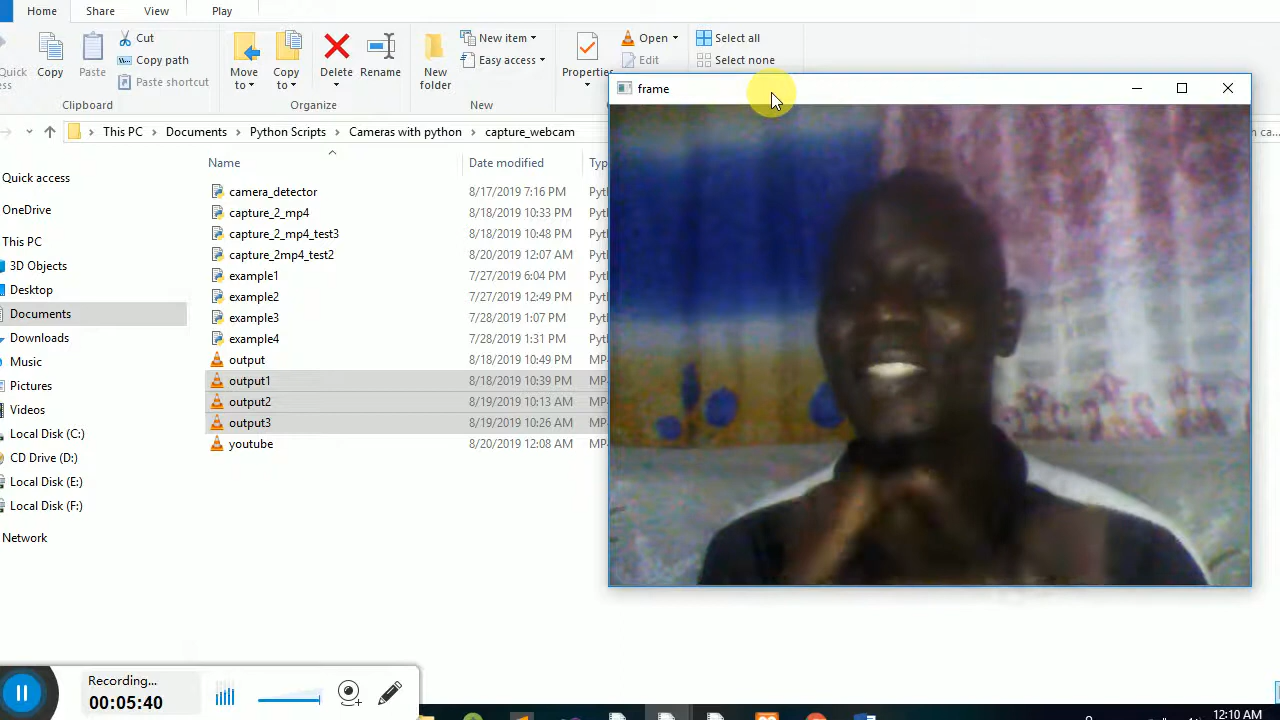 Home Share View Play
Quick access
Copy
Paste
Cut
Copy path
Paste shortcut
Clipboard
Move to
Copy to
Delete
Rename
Organize
New folder
New item
Easy access
New
Properties
Open
Edit
Select all
Select none
frame
This PC Documents Python Scripts Cameras with python capture_webcam
Quick access
OneDrive
This PC
3D Objects
Desktop
Documents
Downloads
Music
Pictures
Videos
Local Disk (C:)
CD Drive (D:)
Local Disk (E:)
Local Disk (F:)
Network
Name Date modified
camera_detector 8/17/2019 7:16 PM
capture_2_mp4 8/18/2019 10:33 PM
capture_2_mp4_test3 8/18/2019 10:48 PM
capture_2mp4_test2 8/20/2019 12:07 AM
example1 7/27/2019 6:04 PM
example2 7/27/2019 12:49 PM
example3 7/28/2019 1:07 PM
example4 7/28/2019 1:31 PM
output 8/18/2019 10:49 PM
output1 8/18/2019 10:39 PM
output2 8/19/2019 10:13 AM
output3 8/19/2019 10:26 AM
youtube 8/20/2019 12:08 AM
Recording...
00:05:40
12:10 AM